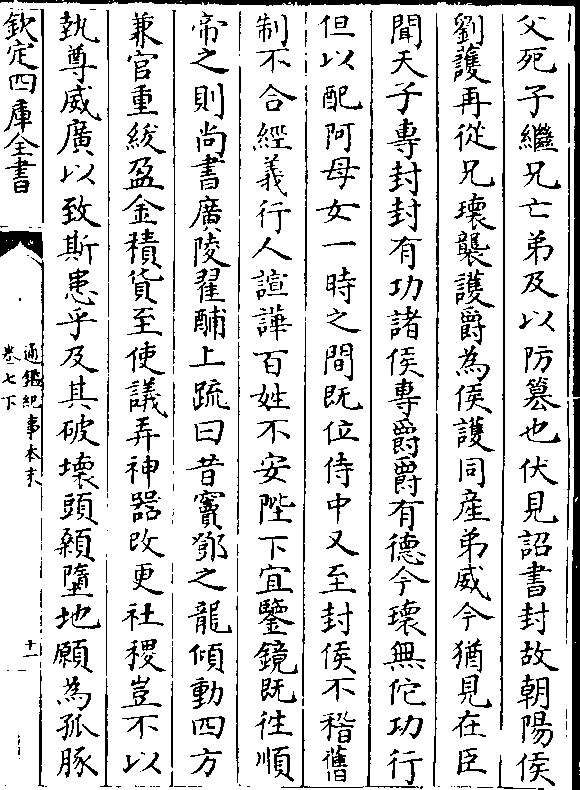 父死子繼兄亡弟及以防篡也伏見詔書封故朝陽侯
劉護再從兄瓌襲護爵為侯護同産弟威今猶見在臣
聞天子專封封有功諸侯專爵爵有德今瓌無佗功行
但以配阿母女一時之間既位侍中又至封侯不稽舊
制不合經義行人諠譁百姓不安陛下宜鑒鏡既往順
帝之則尚書廣陵翟酺上疏曰昔竇鄧之寵傾動四方
兼官重紱盈金積貨至使議弄神器改更社稷豈不以
執尊威廣以致斯患乎及其破壞頭顙墮地願為孤豚
欽定四庫全書
通鑑紀事本末
卷七下
十一